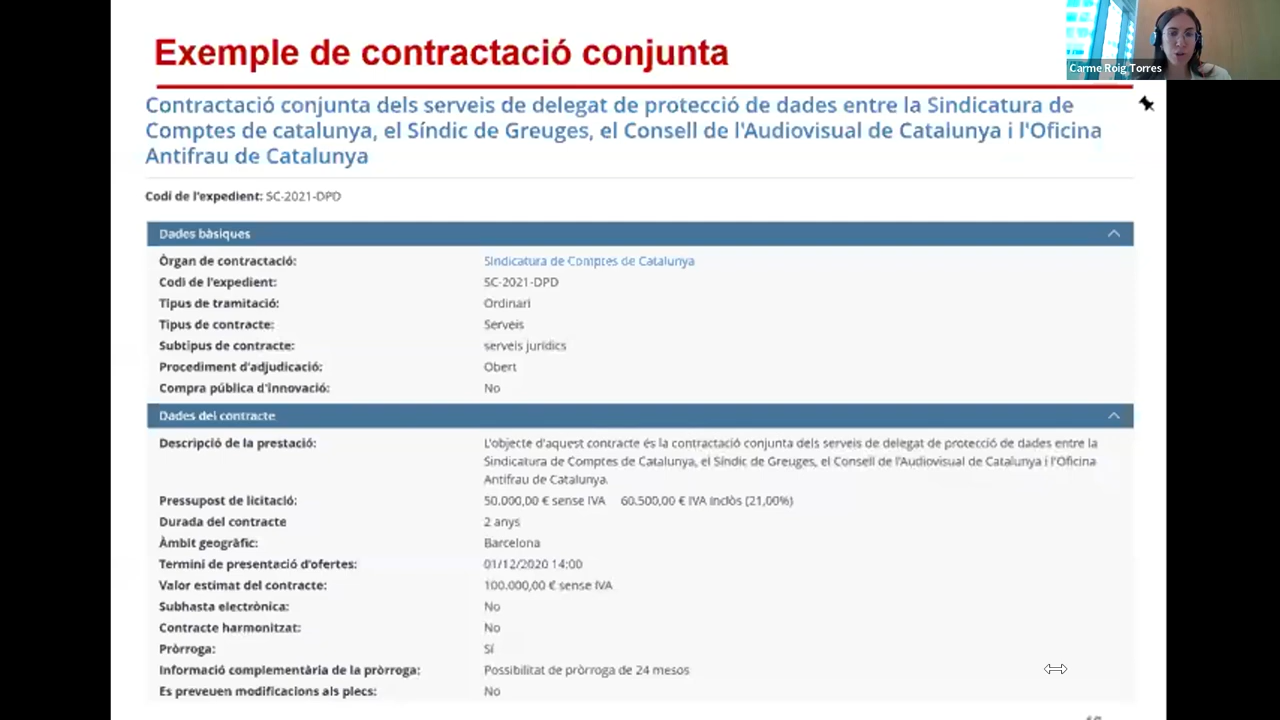 Exemple de contractació conjunta
Carme Roig Torres
Contractació conjunta dels serveis de delegat de protecció de dades entre la Sindicatura de
Comptes de catalunya, el Síndic de Greuges, el Consell de l'Audiovisual de Catalunya i l'Oficina
Antifrau de Catalunya
Codi de l'expedient: SC-2021-DPD
Dades bàsiques
Òrgan de contractació: Sindicatura de Comptes de Catalunya
Codi de l'expedient: SC-2021-DPD
Tipus de tramitació: Ordinari
Tipus de contracte: Serveis
Subtipus de contracte: serveis jurídics
Procediment d'adjudicació: Obert
Compra pública d'innovació: No
Dades del contracte
Descripció de la prestació: L'objecte d'aquest contracte és la contractació conjunta dels serveis de delegat de protecció de dades entre la
Sindicatura de Comptes de Catalunya, el Síndic de Greuges, el Consell de l'Audiovisual de Catalunya i l'Oficina
Antifrau de Catalunya.
Pressupost de licitació: 50.000,00 € sense IVA 60.500,00 € IVA inclòs (21,00%)
Durada del contracte 2 anys
Àmbit geogràfic: Barcelona
Termini de presentació d'ofertes: 01/12/2020 14:00
Valor estimat del contracte: 100.000,00 € sense IVA
Subhasta electrònica: No
Contracte harmonitzat: No
Pròrroga: Sí
Informació complementària de la pròrroga: Possibilitat de pròrroga de 24 mesos
Es preveuen modificacions als plecs: No